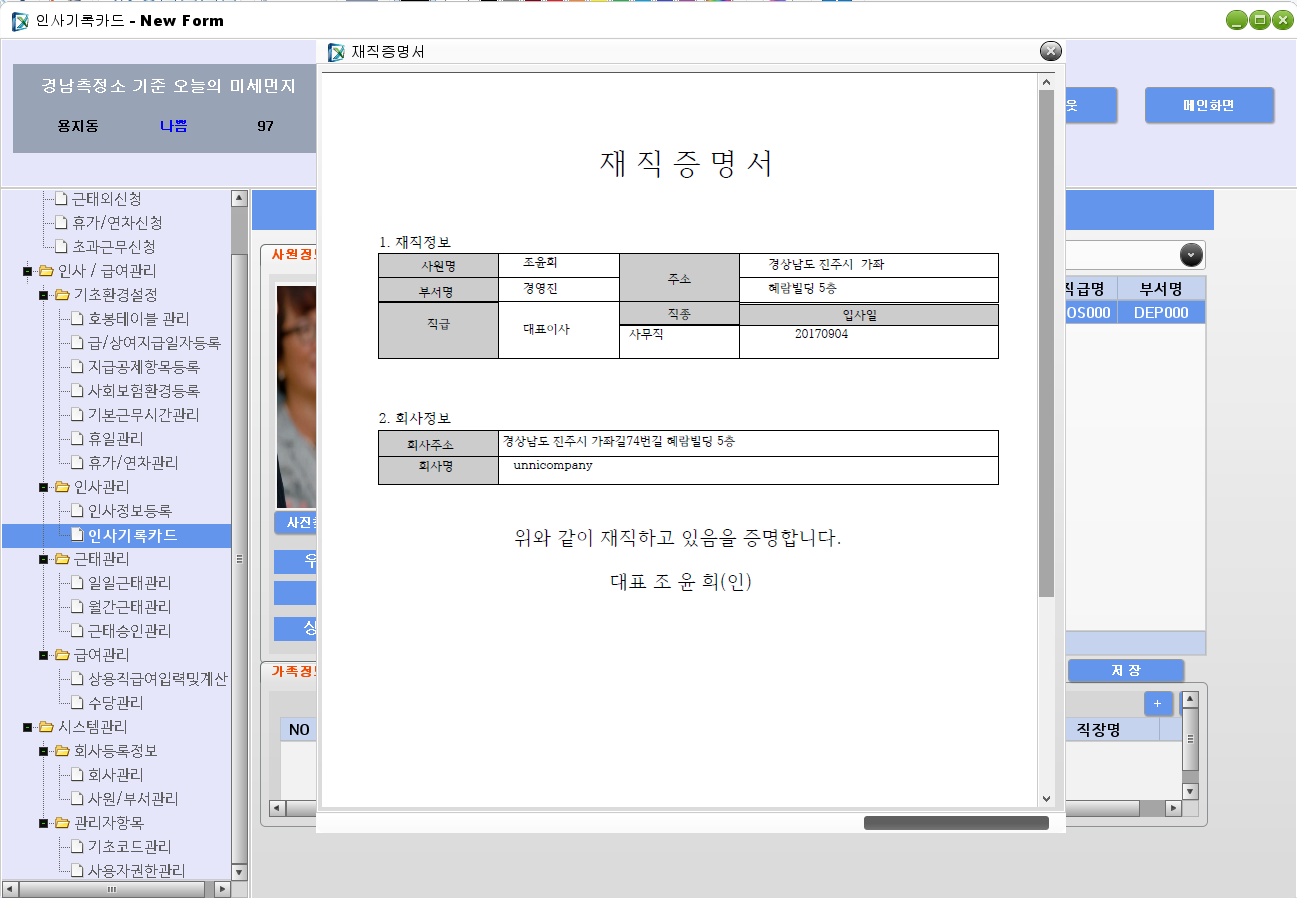 인사기록카드 - New Form
경남측정소 기준 오늘의 미세먼지
용지동 나쁨 97
웃
메인화면
근태외신청
휴가/연차신청
초과근무신청
인사 / 급여관리
기초환경설정
호봉테이블 관리
급/상여지급일자등록
지급공제항목등록
사회보험환경등록
기본근무시간관리
휴일관리
휴가/연차관리
인사관리
인사정보등록
인사기록카드
근태관리
일일근태관리
월간근태관리
근태승인관리
급여관리
상용직급여입력및계산
수당관리
시스템관리
회사등록정보
회사관리
사원/부서관리
관리자항목
기초코드관리
사용자권한관리
사원정
사진
우
상
가족정
NO
재직증명서
재 직 증 명 서
1. 재직정보
사원명 조윤희 주소 경상남도 진주시 가좌
부서명 경영진 혜람빌딩 5층
직급 대표이사 직종 입사일
사무직 20170904
2. 회사정보
회사주소 경상남도 진주시 가좌길74번길 혜람빌딩 5층
회사명 unnicompany
위와 같이 재직하고 있음을 증명합니다.
대표 조 윤 희(인)
직급명 부서명
OS000 DEP000
저 장
+
직장명